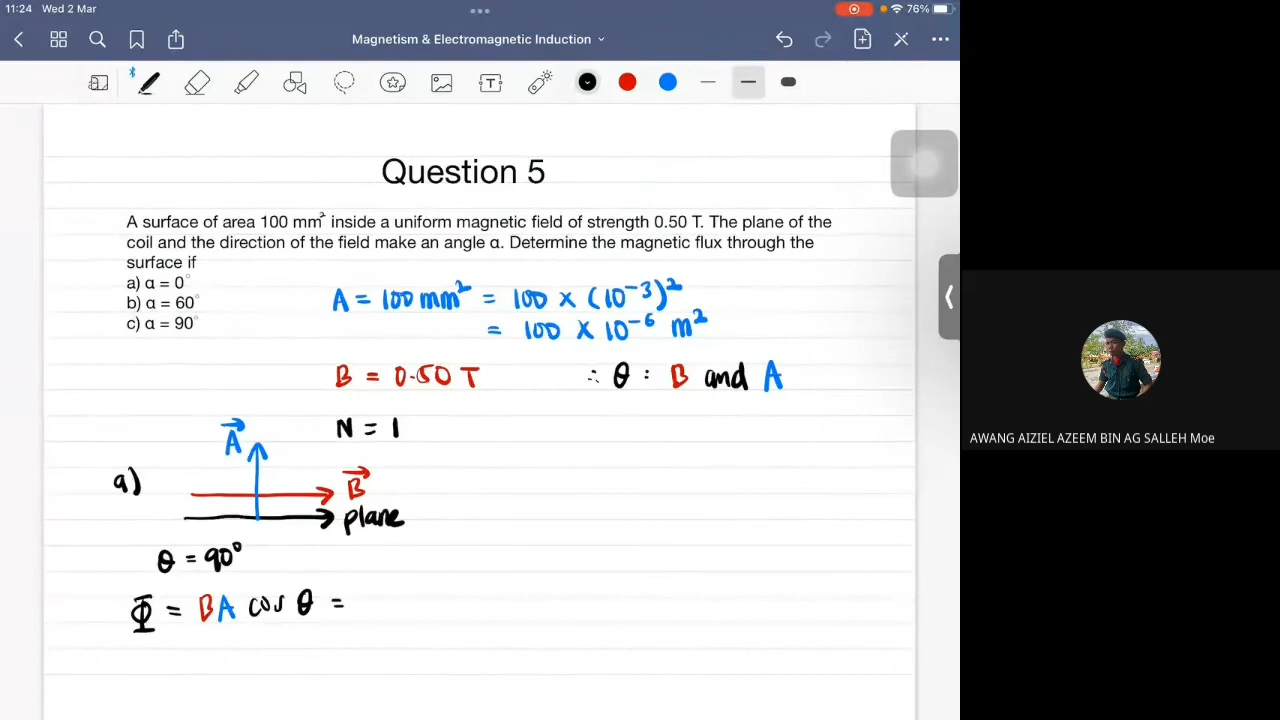 11:24 Wed 2 Mar
76%
Magnetism & Electromagnetic Induction
Question 5
A surface of area 100 mm² inside a uniform magnetic field of strength 0.50 T. The plane of the
coil and the direction of the field make an angle α. Determine the magnetic flux through the
surface if
a) α = 0°
b) α = 60°
c) α = 90°
A = 100 mm² = 100 × (10⁻³)²
= 100 × 10⁻⁶ m²
B = 0.50 T ∴ θ : B and A
N = 1
a)
A⃗
B⃗
plane
θ = 90°
Φ = BA cos θ =
AWANG AIZIEL AZEEM BIN AG SALLEH Moe